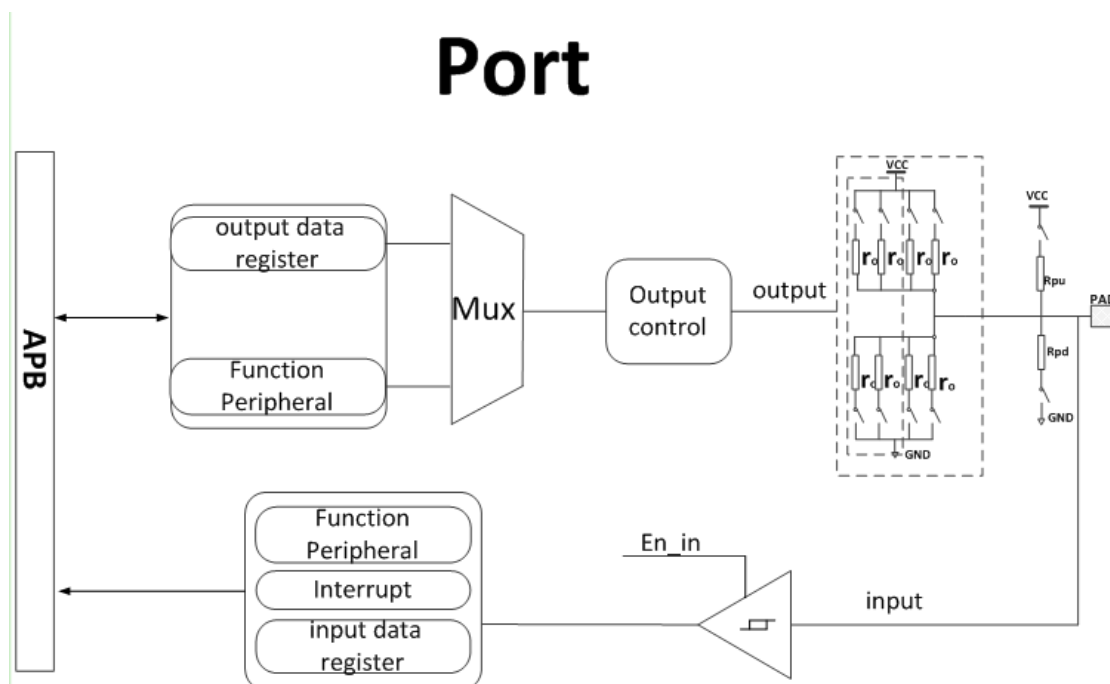 Port
APB
output data
register
Function
Peripheral
Mux
Output
control
output
VCC
ro ro ro ro
ro ro ro ro
GND
VCC
Rpu
PAD
Rpd
GND
Function
Peripheral
Interrupt
input data
register
En_in
input